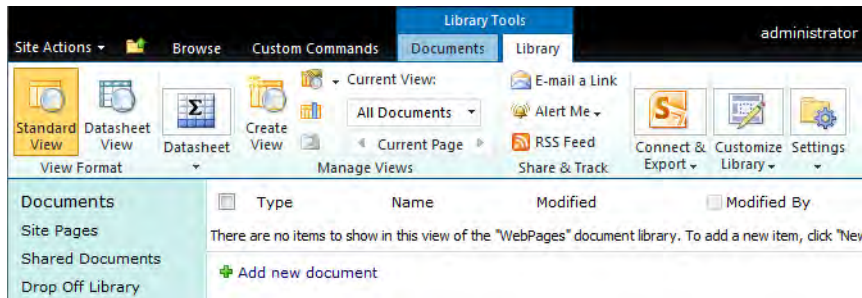 Library Tools
administrator
Site Actions Browse Custom Commands Documents Library
Current View:
E-mail a Link
All Documents
Alert Me
Standard View
Datasheet View
Datasheet
Create View
Current Page
RSS Feed
Connect & Export
Customize Library
Settings
View Format
Manage Views
Share & Track
Documents
Type Name Modified Modified By
Site Pages
There are no items to show in this view of the "WebPages" document library. To add a new item, click "New
Shared Documents
Add new document
Drop Off Library